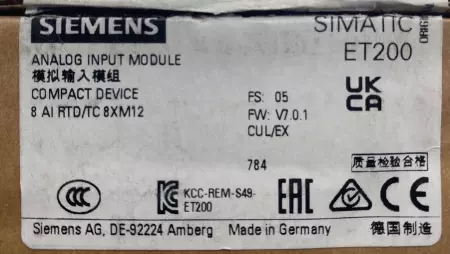 SIEMENS
SIMATIC
ET200
ANALOG INPUT MODULE
模拟输入模组
COMPACT DEVICE
8 AI RTD/TC 8XM12
FS: 05
FW: V7.0.1
CUL/EX
UK
CA
784
质量检验合格
CCC
KCC-REM-S49-
ET200
EAC
CE
Siemens AG, DE-92224 Amberg Made in Germany
德国制造